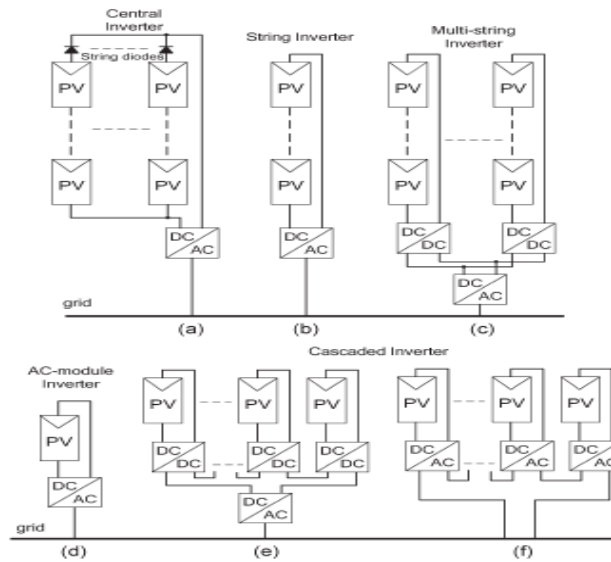 Central
Inverter
String Inverter
Multi-string
Inverter
String diodes
PV PV PV PV PV
PV PV PV PV PV
DC DC
DC DC
DC
AC
DC
AC
DC
AC
grid
(a) (b) (c)
Cascaded Inverter
AC-module
Inverter
PV PV PV PV PV PV
PV
DC DC DC DC DC DC
DC DC DC AC AC AC
DC
AC
DC
AC
grid
(d) (e) (f)